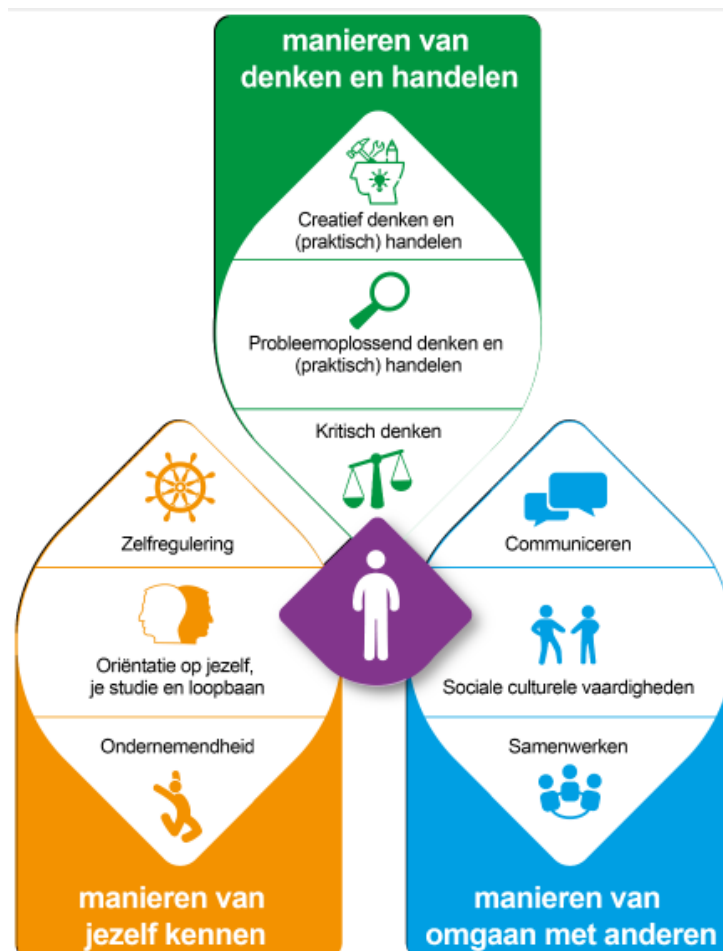 manieren van
denken en handelen
Creatief denken en
(praktisch) handelen
Probleemoplossend denken en
(praktisch) handelen
Kritisch denken
Zelfregulering
Oriëntatie op jezelf,
je studie en loopbaan
Ondernemendheid
manieren van
jezelf kennen
Communiceren
Sociale culturele vaardigheden
Samenwerken
manieren van
omgaan met anderen